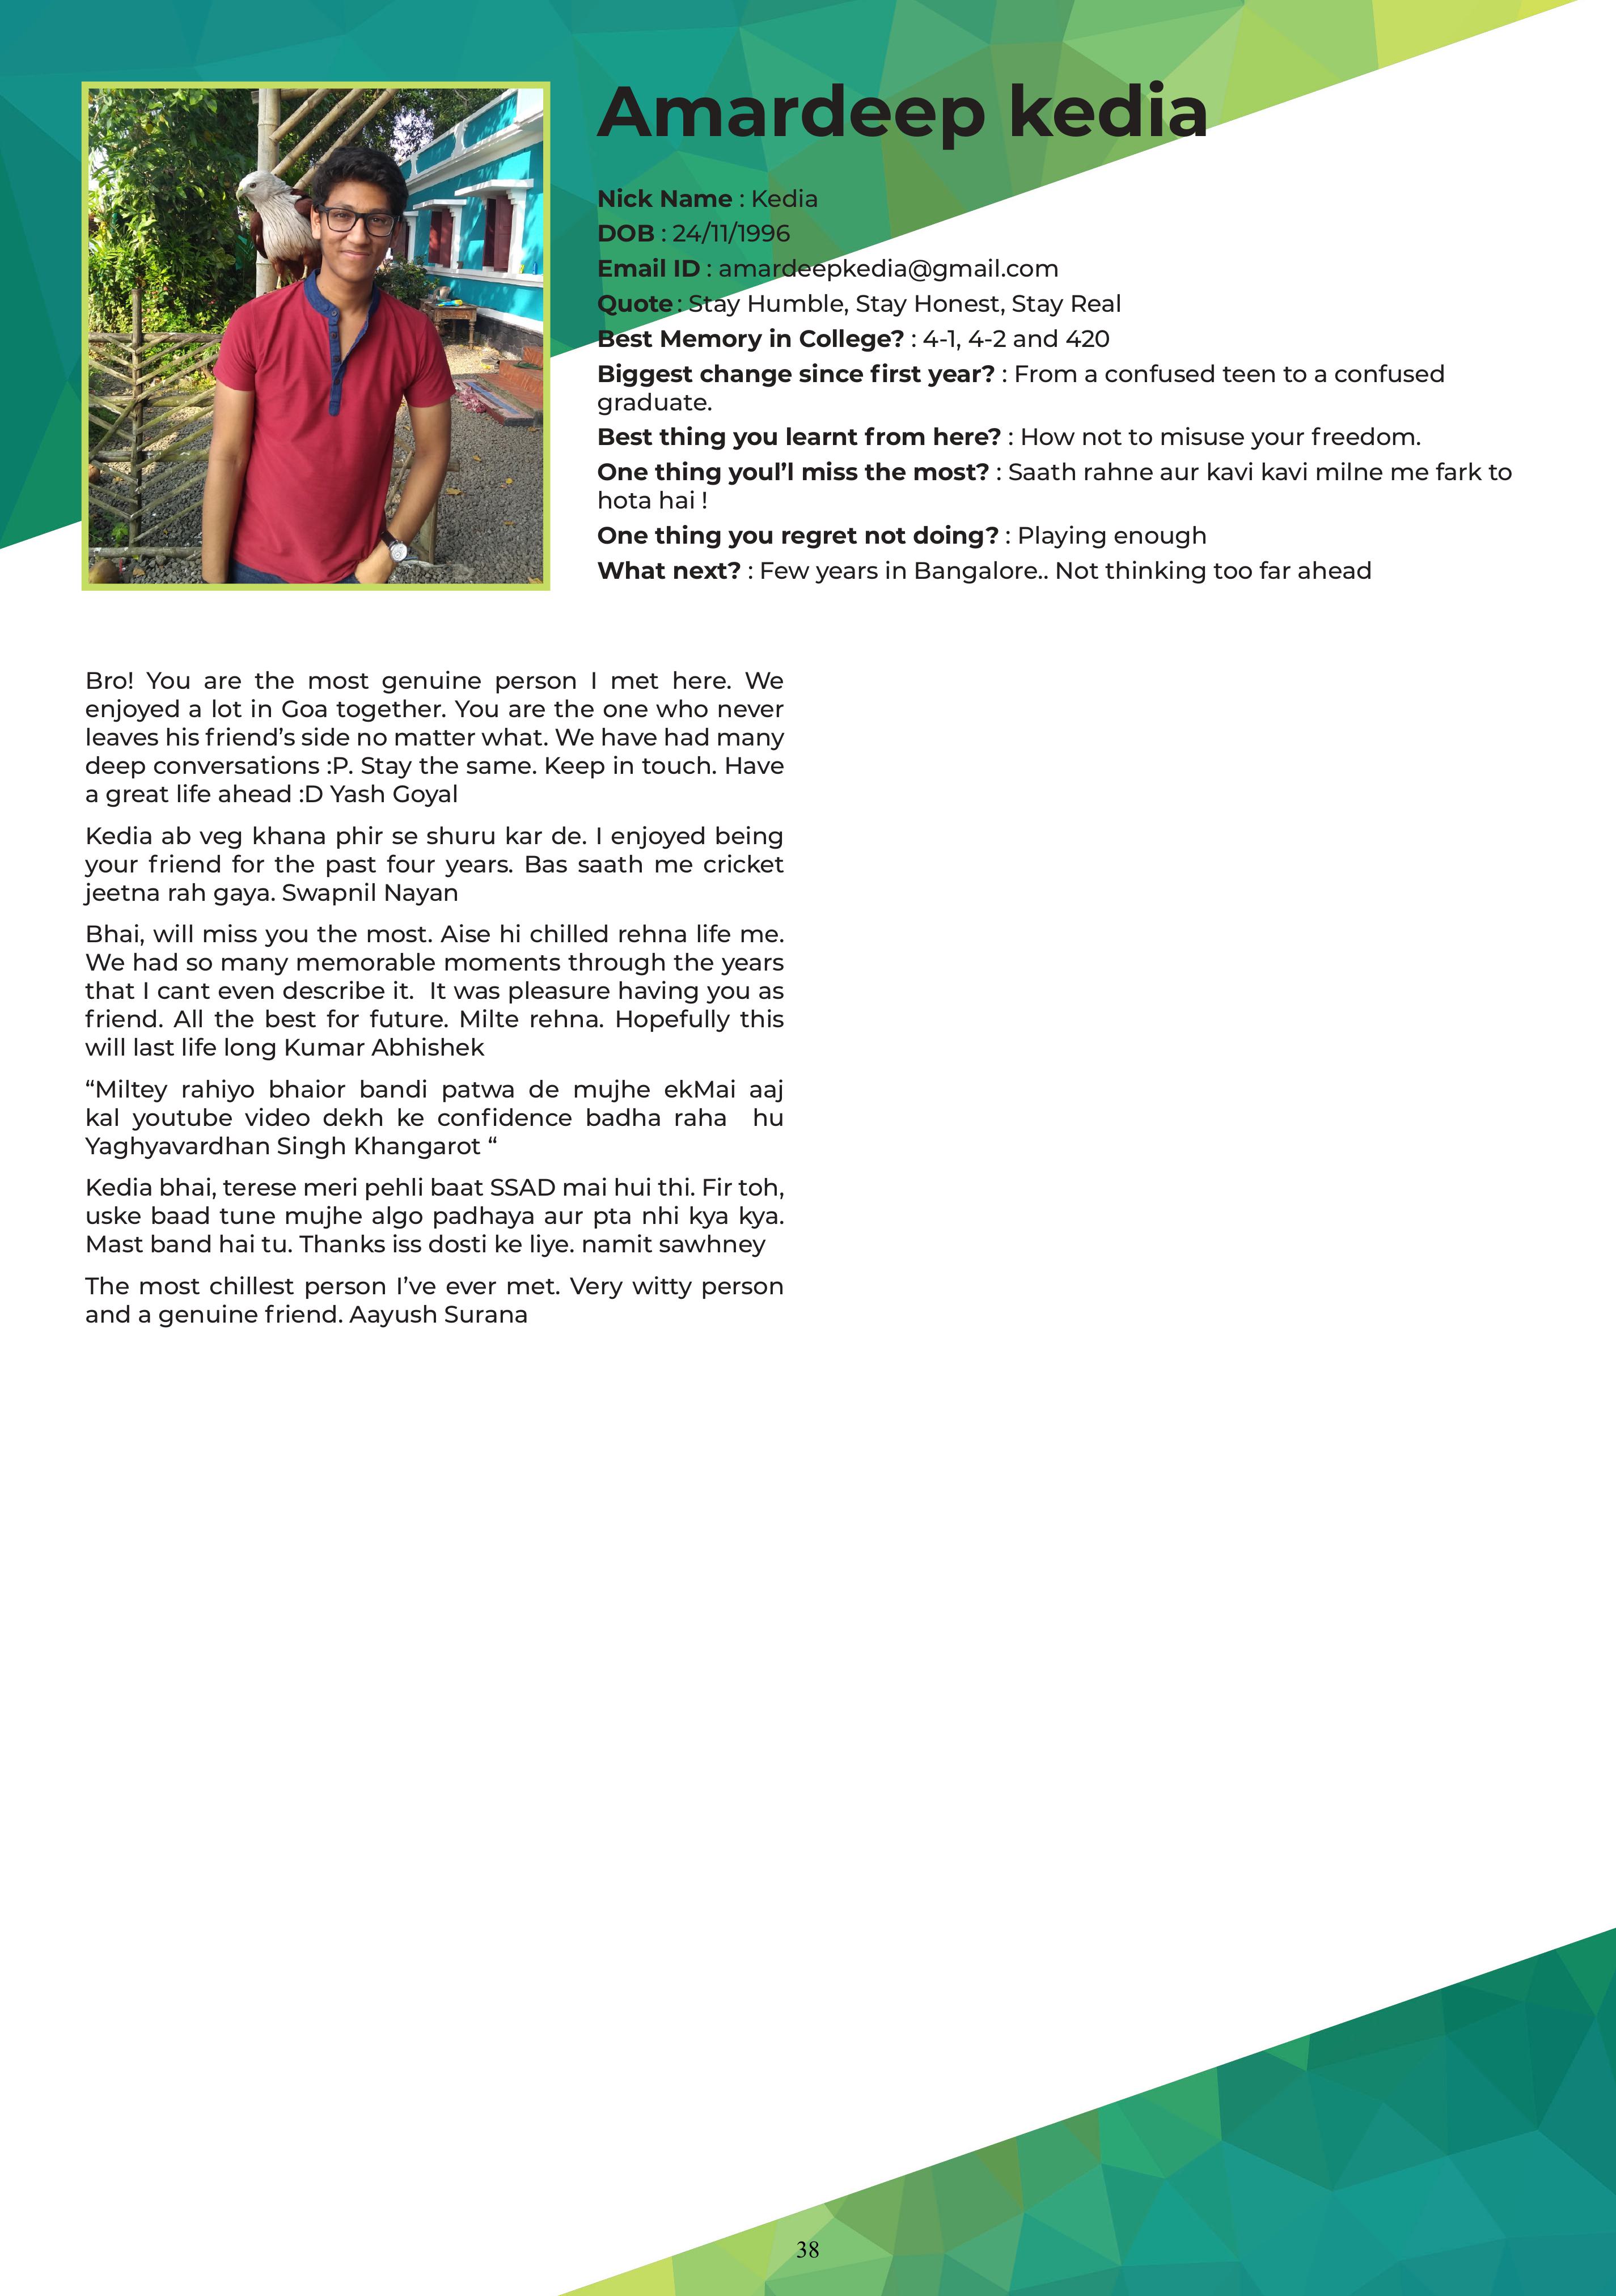 Amardeep kedia
Nick Name : Kedia
DOB : 24/11/1996
Email ID : amardeepkedia@gmail.com
Quote : Stay Humble, Stay Honest, Stay Real
Best Memory in College? : 4-1, 4-2 and 420
Biggest change since first year? : From a confused teen to a confused
graduate.
Best thing you learnt from here? : How not to misuse your freedom.
One thing youl’l miss the most? : Saath rahne aur kavi kavi milne me fark to
hota hai !
One thing you regret not doing? : Playing enough
What next? : Few years in Bangalore.. Not thinking too far ahead
Bro! You are the most genuine person I met here. We
enjoyed a lot in Goa together. You are the one who never
leaves his friend’s side no matter what. We have had many
deep conversations :P. Stay the same. Keep in touch. Have
a great life ahead :D Yash Goyal
Kedia ab veg khana phir se shuru kar de. I enjoyed being
your friend for the past four years. Bas saath me cricket
jeetna rah gaya. Swapnil Nayan
Bhai, will miss you the most. Aise hi chilled rehna life me.
We had so many memorable moments through the years
that I cant even describe it.  It was pleasure having you as
friend. All the best for future. Milte rehna. Hopefully this
will last life long Kumar Abhishek
“Miltey rahiyo bhaior bandi patwa de mujhe ekMai aaj
kal youtube video dekh ke confidence badha raha  hu
Yaghyavardhan Singh Khangarot “
Kedia bhai, terese meri pehli baat SSAD mai hui thi. Fir toh,
uske baad tune mujhe algo padhaya aur pta nhi kya kya.
Mast band hai tu. Thanks iss dosti ke liye. namit sawhney
The most chillest person I’ve ever met. Very witty person
and a genuine friend. Aayush Surana
38